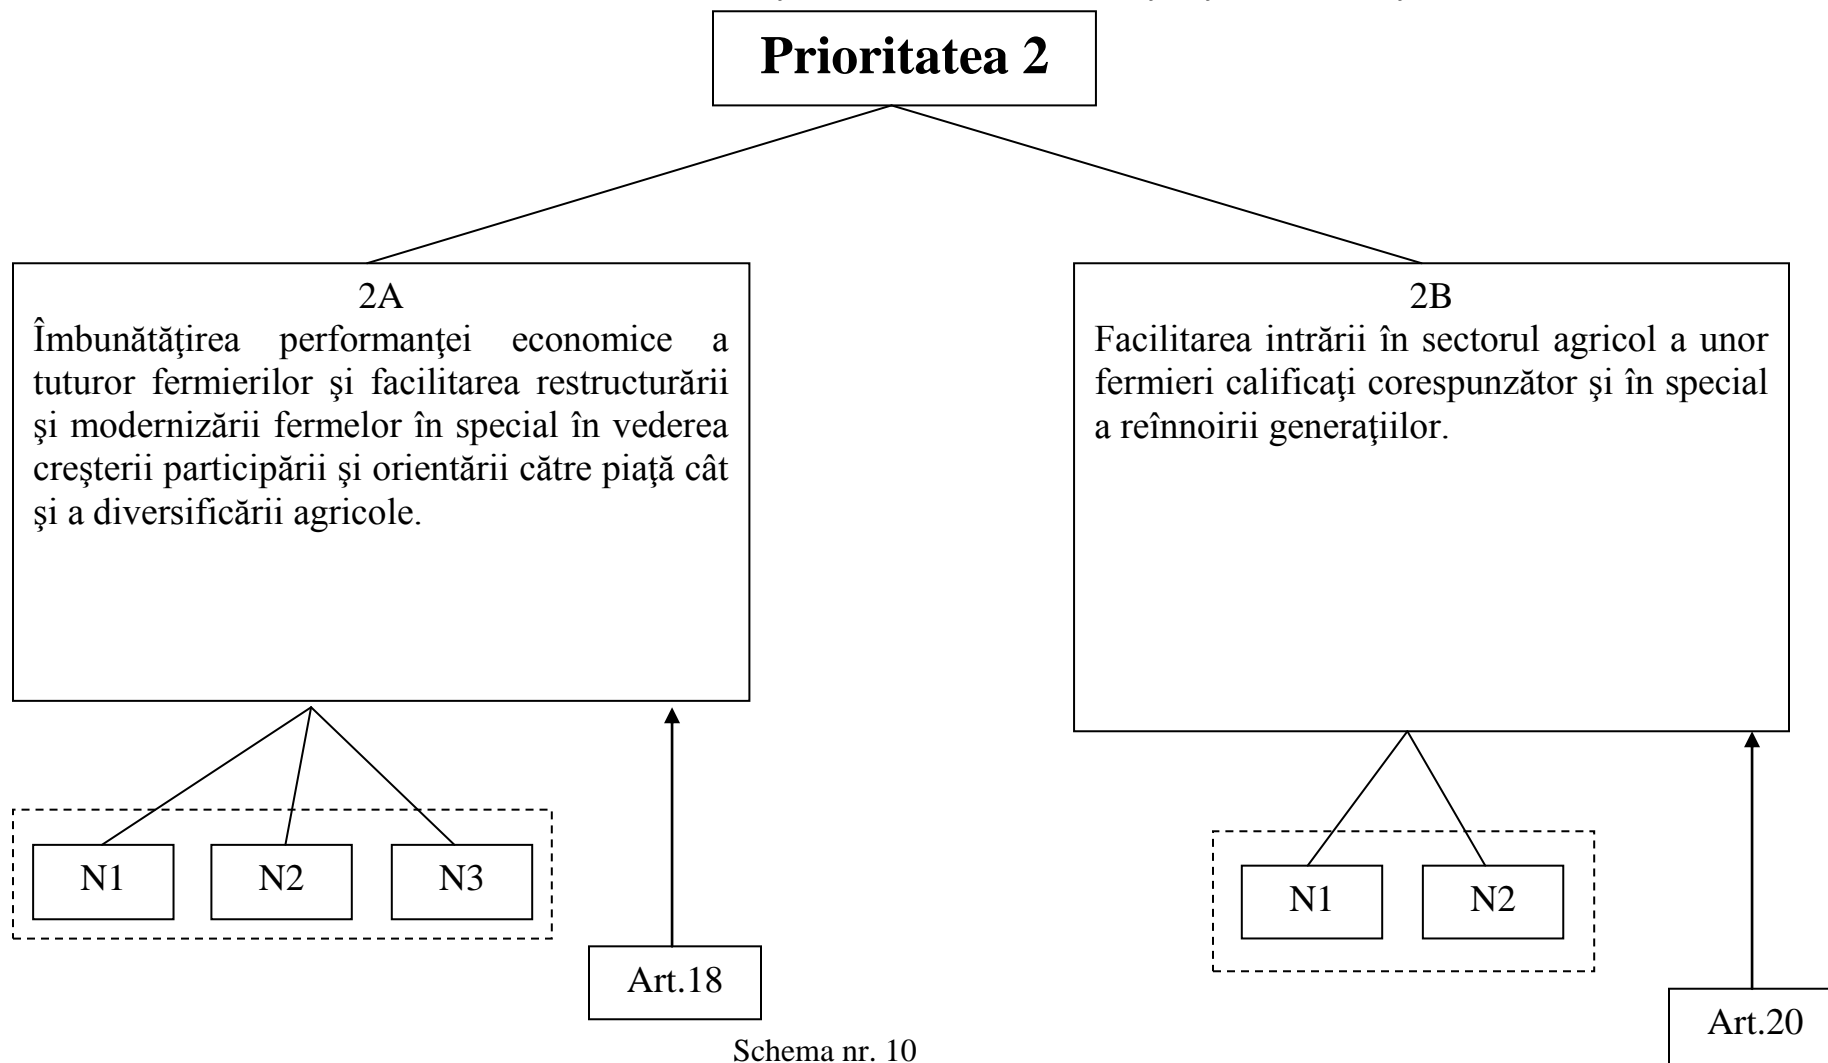 Prioritatea 2
2A
Îmbunătăţirea performanţei economice a
tuturor fermierilor şi facilitarea restructurării
şi modernizării fermelor în special în vederea
creşterii participării şi orientării către piaţă cât
şi a diversificării agricole.
2B
Facilitarea intrării în sectorul agricol a unor
fermieri calificaţi corespunzător şi în special
a reînnoirii generaţiilor.
N1 N2 N3
N1 N2
Art.18
Art.20
Schema nr. 10